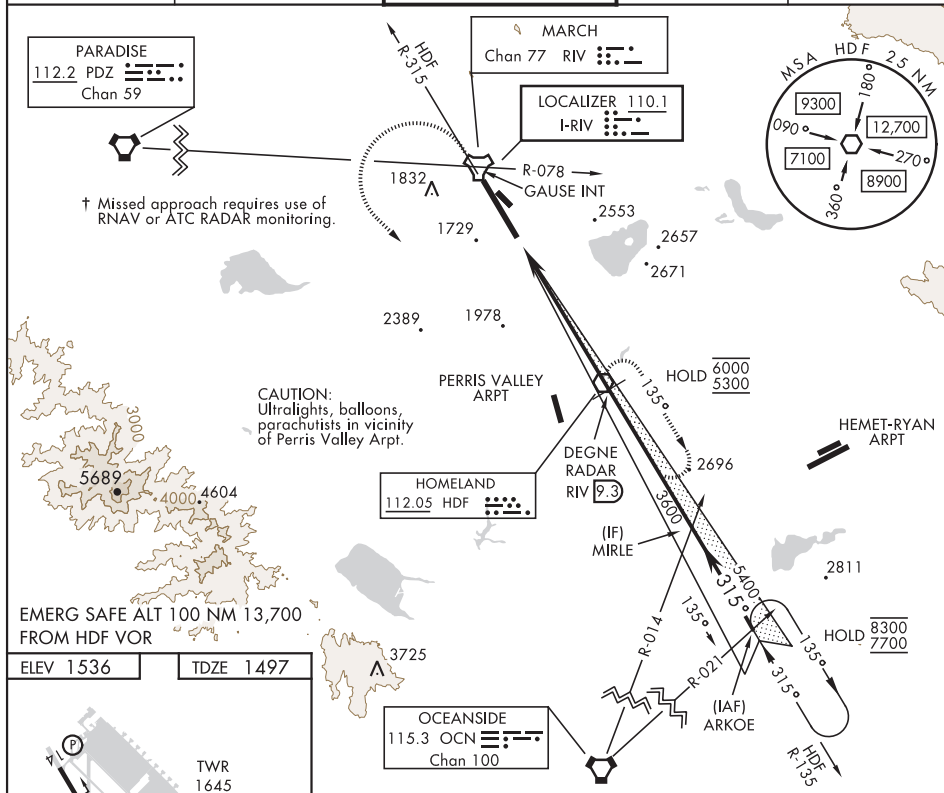 PARADISE
112.2 PDZ
Chan 59
HDF
R-315
MARCH
Chan 77 RIV
LOCALIZER 110.1
I-RIV
MSA HDF 25 NM
180°
9300
12,700
090°
270°
7100
8900
360°
R-078
GAUSE INT
1832
† Missed approach requires use of
RNAV or ATC RADAR monitoring.
1729
2553
2657
2671
2389
1978
PERRIS VALLEY
ARPT
HOLD 6000
5300
135°
CAUTION:
Ultralights, balloons,
parachutists in vicinity
of Perris Valley Arpt.
HEMET-RYAN
ARPT
3000
5689
4000
4604
DEGNE
RADAR
RIV 9.3
2696
HOMELAND
112.05 HDF
3600
(IF)
MIRLE
5400
315°
2811
EMERG SAFE ALT 100 NM 13,700
FROM HDF VOR
135°
R-014
R-021
HOLD 8300
7700
135°
315°
(IAF)
ARKOE
HDF
R-135
ELEV 1536
TDZE 1497
3725
OCEANSIDE
115.3 OCN
Chan 100
P
TWR
1645